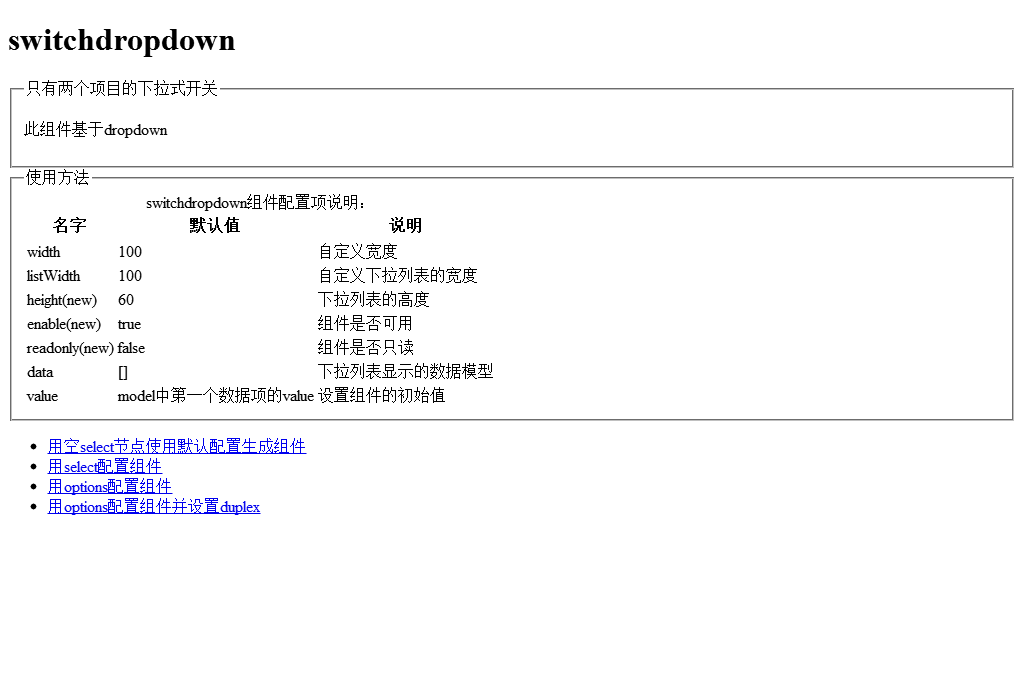 switchdropdown
只有两个项目的下拉式开关
此组件基于dropdown
使用方法
switchdropdown组件配置项说明：
名字 默认值 说明
width 100 自定义宽度
listWidth 100 自定义下拉列表的宽度
height(new) 60 下拉列表的高度
enable(new) true 组件是否可用
readonly(new) false 组件是否只读
data [] 下拉列表显示的数据模型
value model中第一个数据项的value 设置组件的初始值
用空select节点使用默认配置生成组件
用select配置组件
用options配置组件
用options配置组件并设置duplex